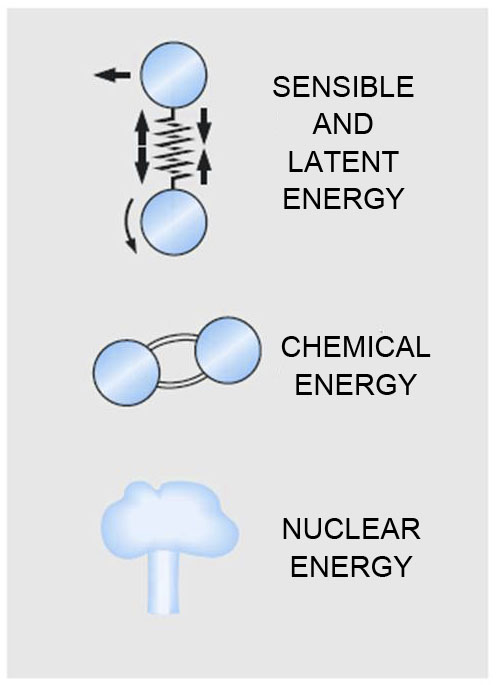 SENSIBLE
AND
LATENT
ENERGY
CHEMICAL
ENERGY
NUCLEAR
ENERGY